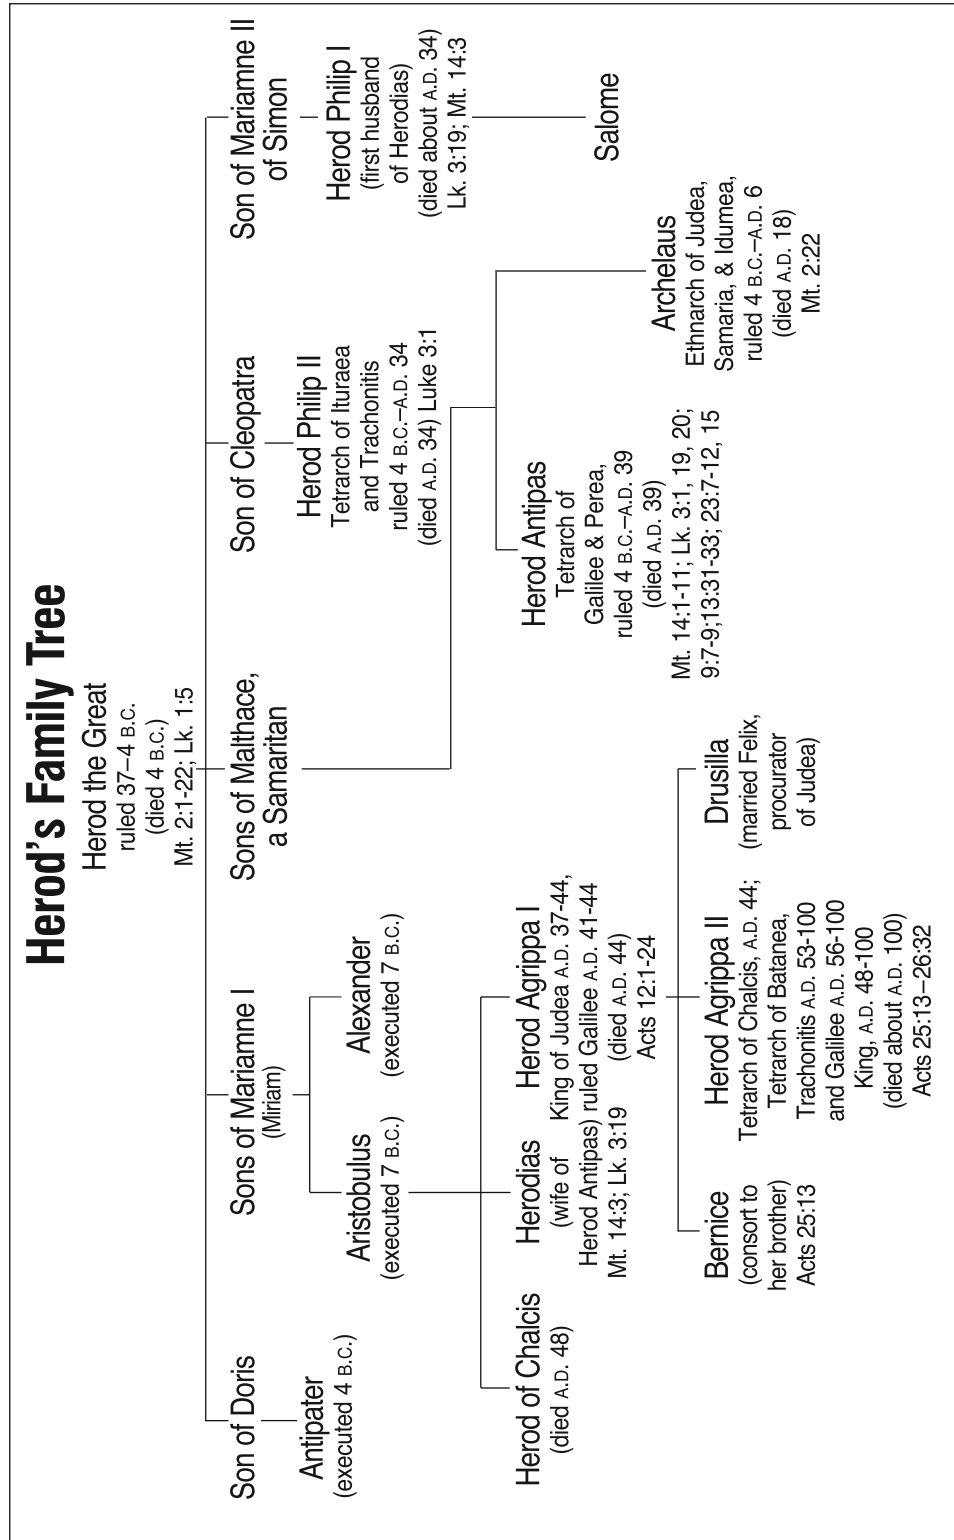 Herod's Family Tree
Herod the Great
ruled 37–4 B.C.
(died 4 B.C.)
Mt. 2:1-22; Lk. 1:5
Son of Doris
Antipater
(executed 4 B.C.)
Sons of Mariamne I
(Miriam)
Aristobulus
(executed 7 B.C.)
Alexander
(executed 7 B.C.)
Sons of Malthace,
a Samaritan
Son of Cleopatra
Herod Philip II
Tetrarch of Ituraea
and Trachonitis
ruled 4 B.C.–A.D. 34
(died A.D. 34) Luke 3:1
Son of Mariamne II
of Simon
Herod Philip I
(first husband
of Herodias)
(died about A.D. 34)
Lk. 3:19; Mt. 14:3
Herod of Chalcis
(died A.D. 48)
Herodias
(wife of
Herod Antipas)
Mt. 14:3; Lk. 3:19
Herod Agrippa I
King of Judea A.D. 37-44,
ruled Galilee A.D. 41-44
(died A.D. 44)
Acts 12:1-24
Herod Antipas
Tetrarch of
Galilee & Perea,
ruled 4 B.C.–A.D. 39
(died A.D. 39)
Mt. 14:1-11; Lk. 3:1, 19, 20;
9:7-9;13:31-33; 23:7-12, 15
Archelaus
Ethnarch of Judea,
Samaria, & Idumea,
ruled 4 B.C.–A.D. 6
(died A.D. 18)
Mt. 2:22
Salome
Bernice
(consort to
her brother)
Acts 25:13
Herod Agrippa II
Tetrarch of Chalcis, A.D. 44;
Tetrarch of Batanea,
Trachonitis A.D. 53-100
and Galilee A.D. 56-100
King, A.D. 48-100
(died about A.D. 100)
Acts 25:13–26:32
Drusilla
(married Felix,
procurator
of Judea)